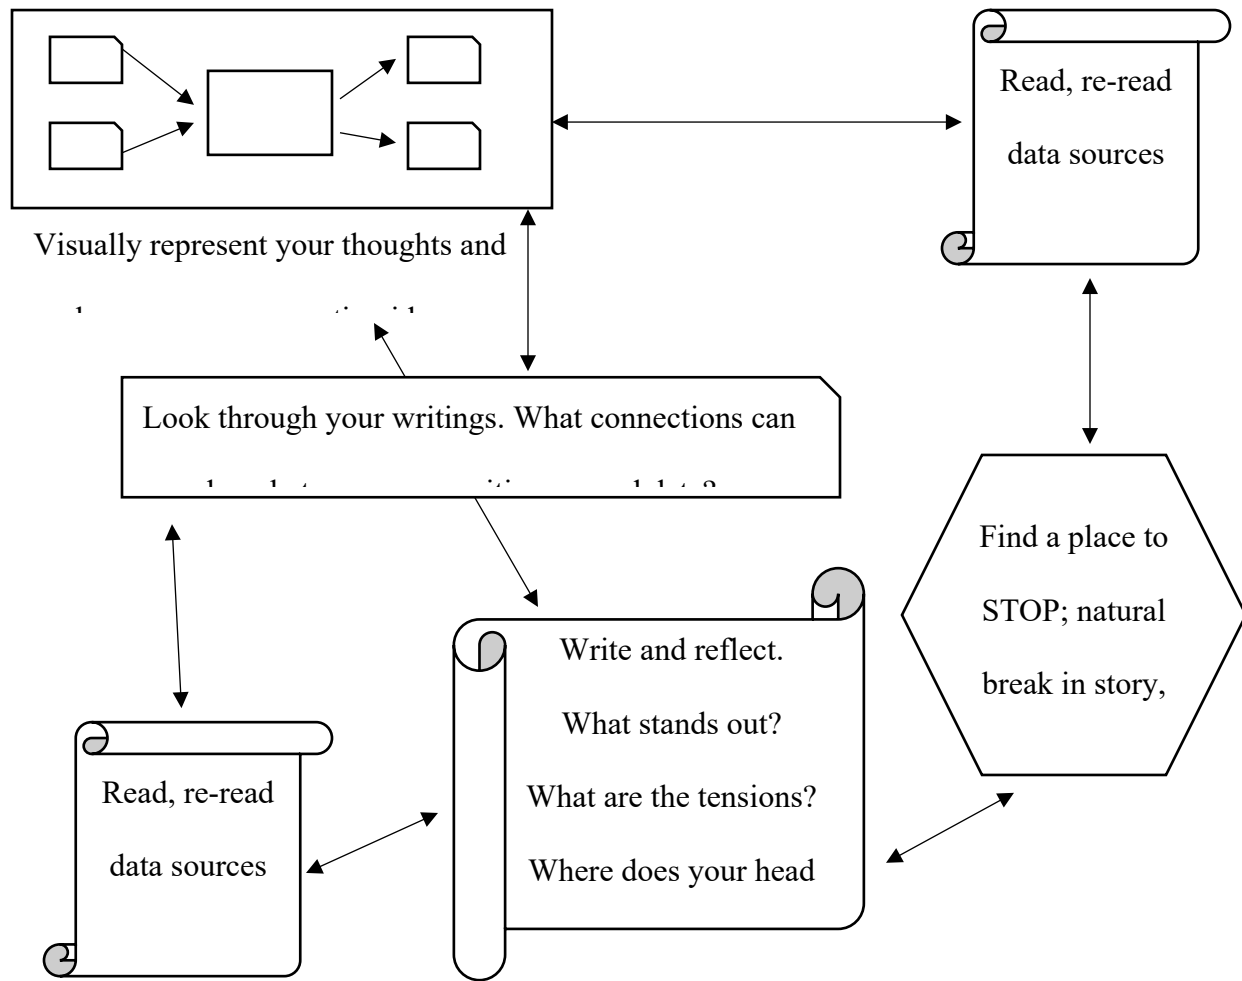 Read, re-read
data sources
Visually represent your thoughts and
Look through your writings. What connections can
Find a place to
STOP; natural
break in story,
Write and reflect.
What stands out?
What are the tensions?
Where does your head
Read, re-read
data sources